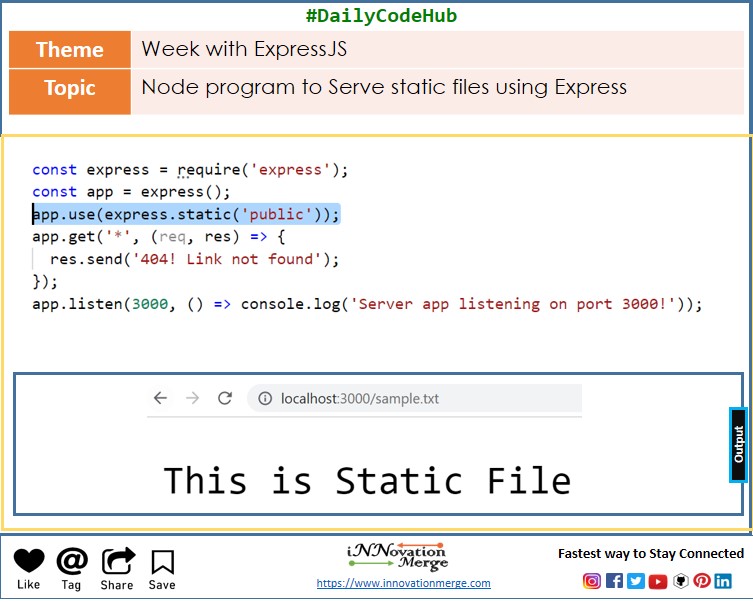 #DailyCodeHub
Theme
Week with ExpressJS
Topic
Node program to Serve static files using Express
const express = require('express');
const app = express();
app.use(express.static('public'));
app.get('*', (req, res) => {
  res.send('404! Link not found');
});
app.listen(3000, () => console.log('Server app listening on port 3000!'));
localhost:3000/sample.txt
This is Static File
Output
Like
Tag
Share
Save
iNNovation
Merge
https://www.innovationmerge.com
Fastest way to Stay Connected